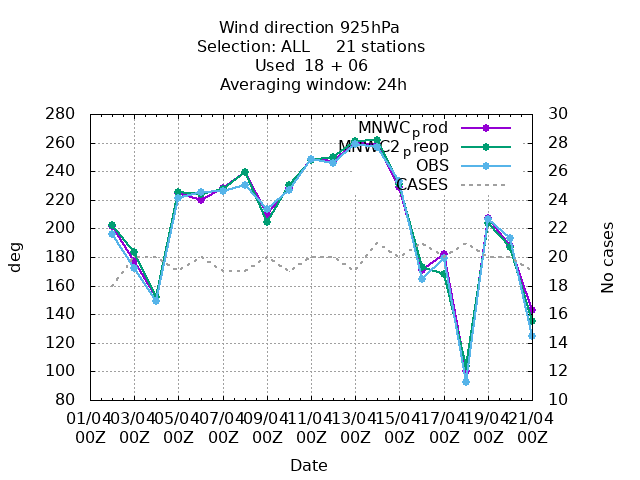 Wind direction 925hPa
Selection: ALL 21 stations
Used 18 + 06
Averaging window: 24h
deg
280
260
240
220
200
180
160
140
120
100
80
MNWCprod
MNWC2preop
OBS
CASES
30
28
26
24
22
20
18
16
14
12
10
No cases
01/04 03/04 05/04 07/04 09/04 11/04 13/04 15/04 17/04 19/04 21/04
00Z 00Z 00Z 00Z 00Z 00Z 00Z 00Z 00Z 00Z 00Z
Date